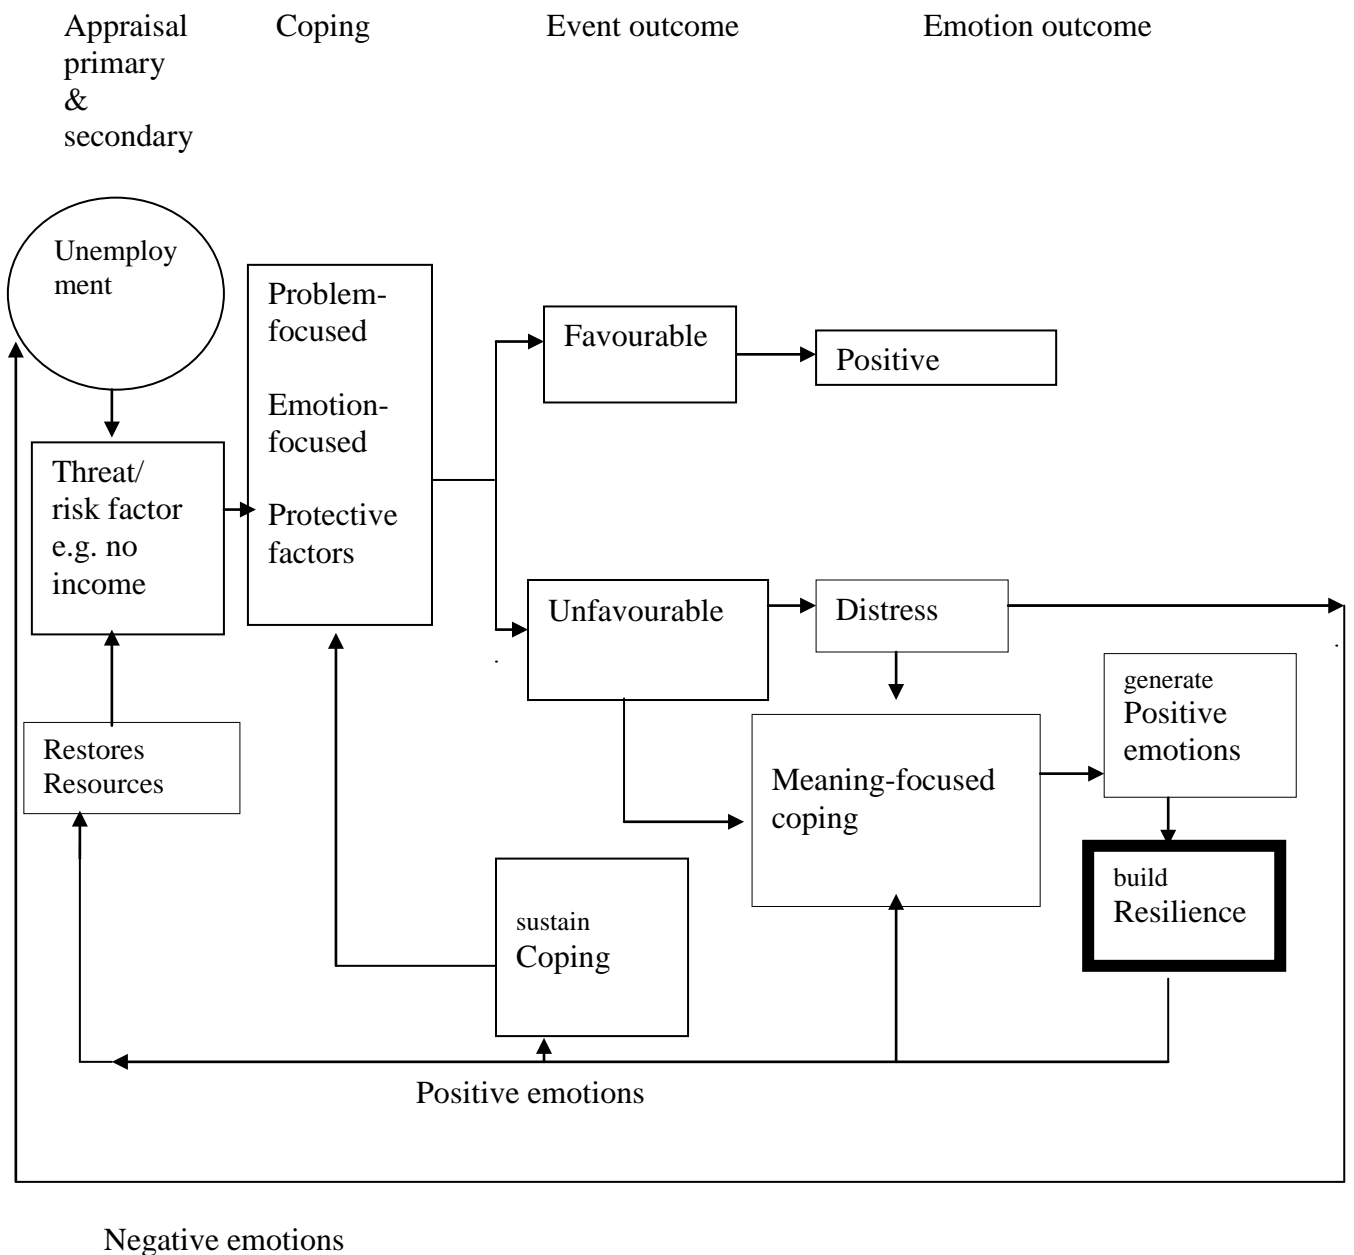 Appraisal
primary
&
secondary
Coping
Event outcome
Emotion outcome
Unemploy
ment
Threat/
risk factor
e.g. no
income
Problem-
focused
Emotion-
focused
Protective
factors
Favourable
Positive
Unfavourable
Distress
generate
Positive
emotions
Restores
Resources
Meaning-focused
coping
sustain
Coping
build
Resilience
Positive emotions
Negative emotions